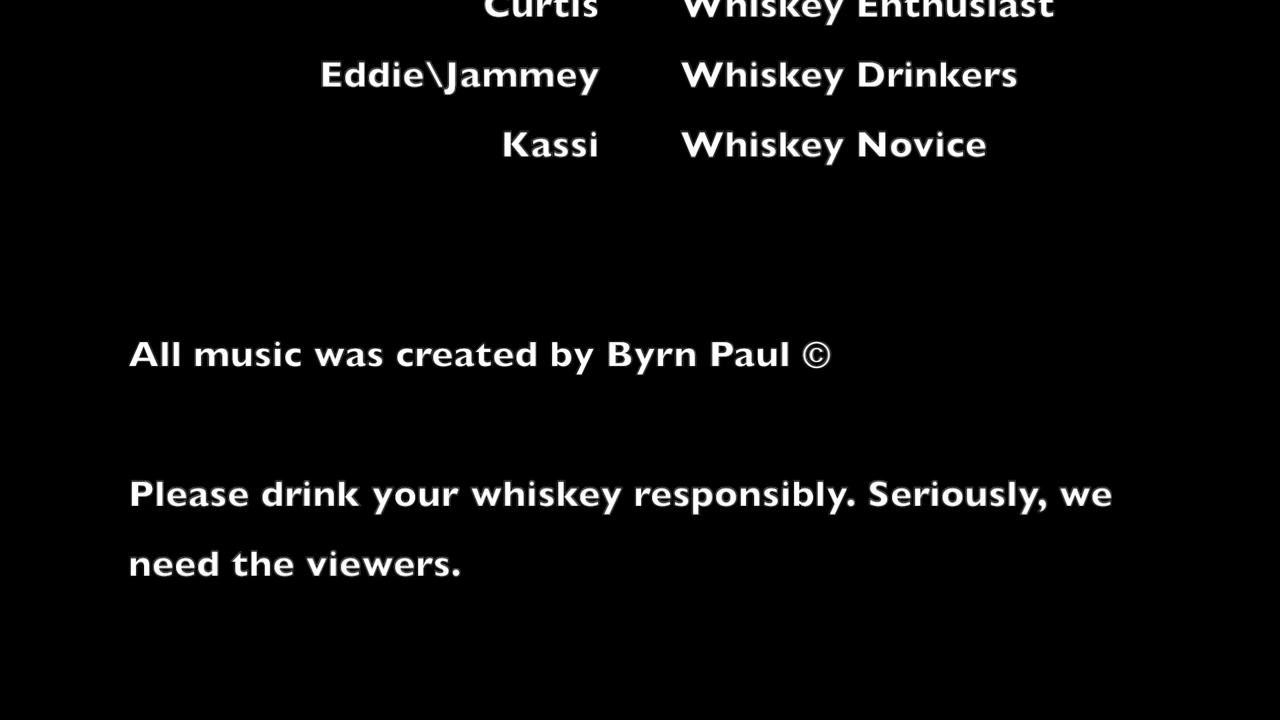 Curtis Whiskey Enthusiast
Eddie\Jammey Whiskey Drinkers
Kassi Whiskey Novice
All music was created by Byrn Paul ©
Please drink your whiskey responsibly. Seriously, we
need the viewers.